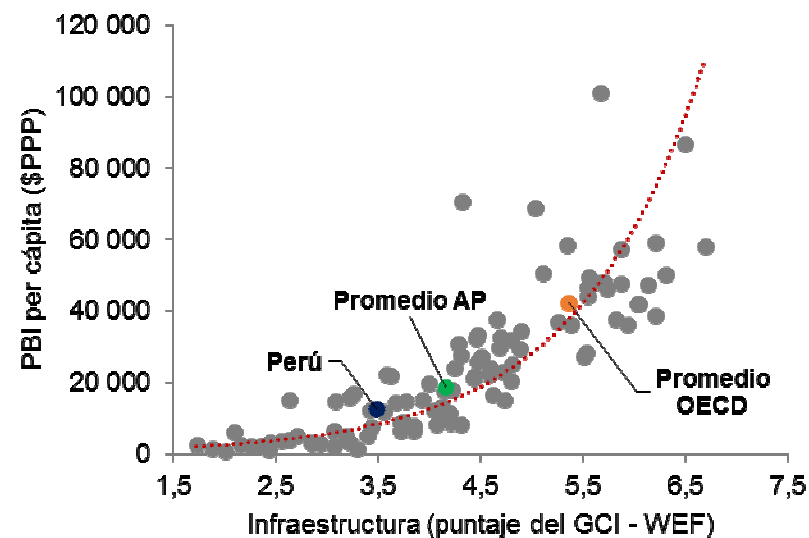 120 000
100 000
80 000
60 000
40 000
20 000
0
PBI per cápita ($PPP)
Promedio AP
Perú
Promedio
OECD
1,5 2,5 3,5 4,5 5,5 6,5 7,5
Infraestructura (puntaje del GCI - WEF)